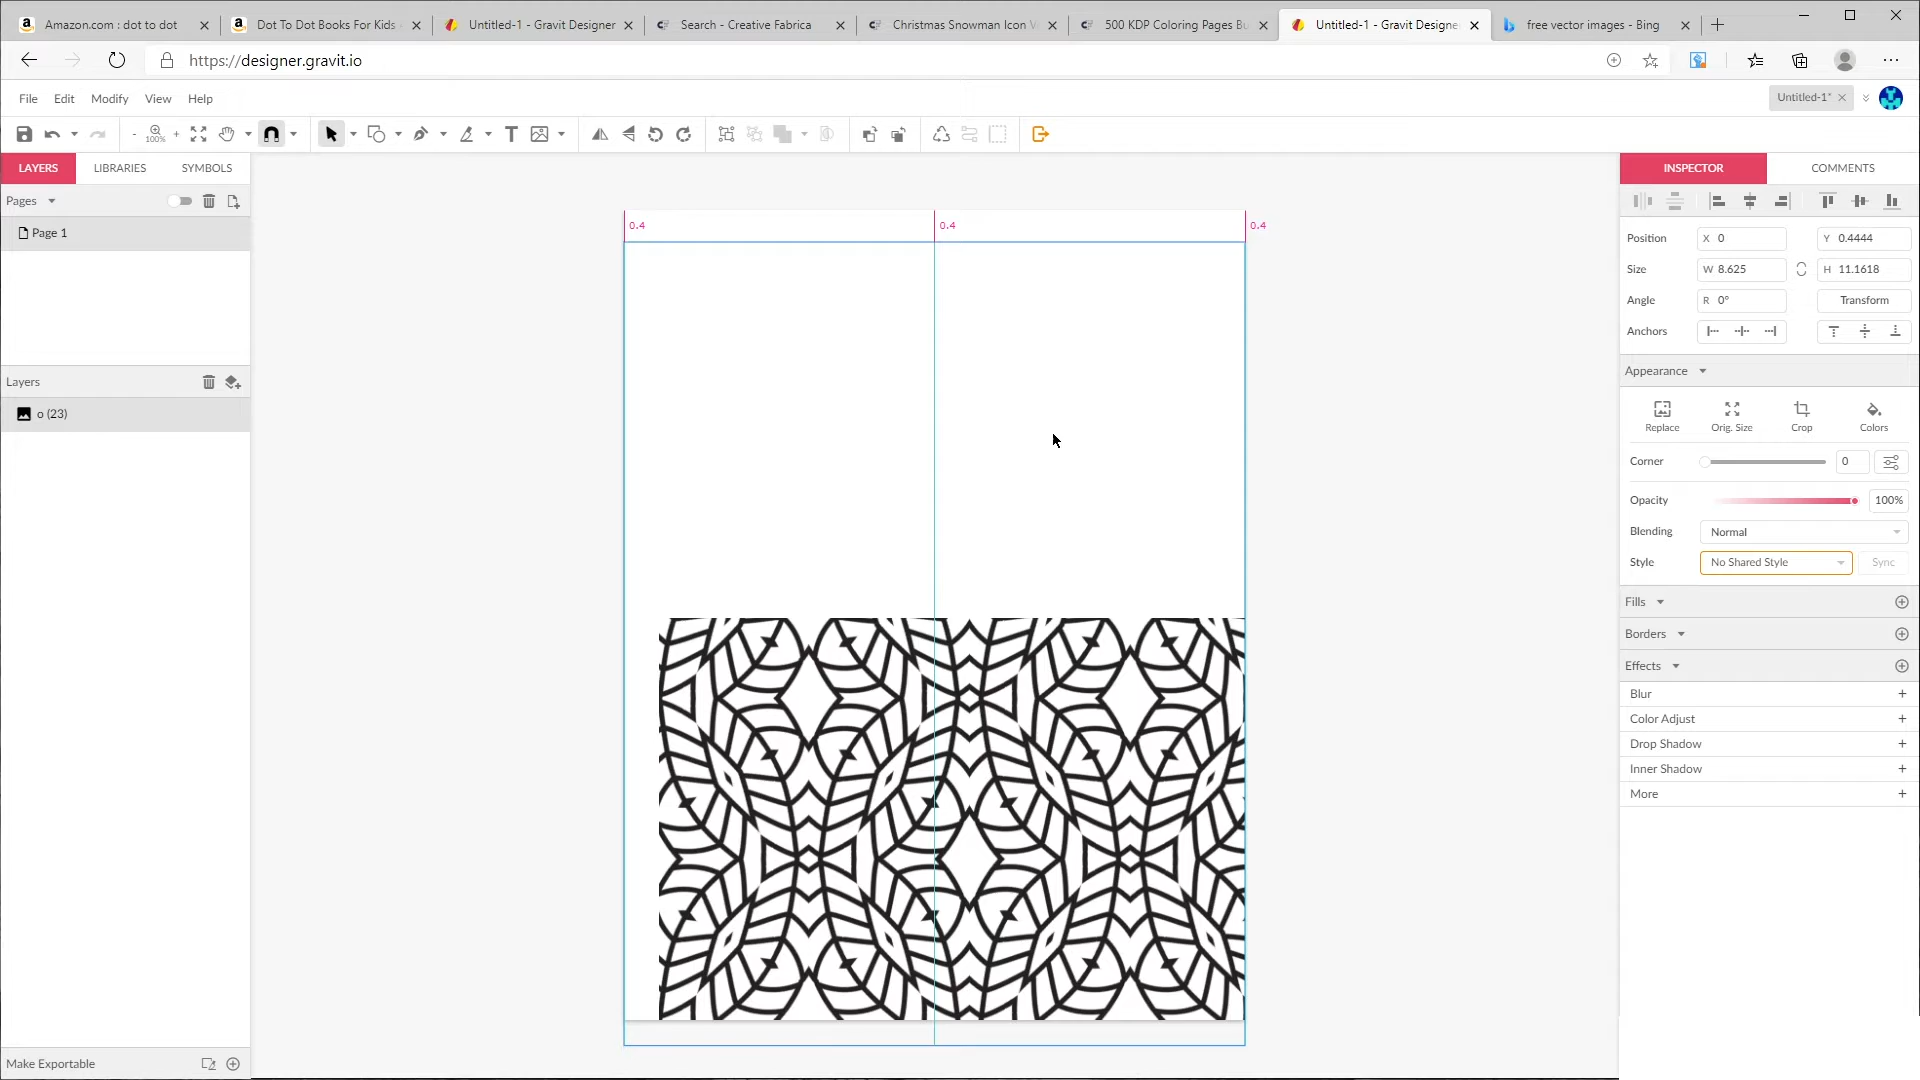 Amazon.com : dot to dot
Dot To Dot Books For Kids
Untitled-1 - Gravit Designer
Search - Creative Fabrica
Christmas Snowman Icon V
500 KDP Coloring Pages Bu
Untitled-1 - Gravit Designe
free vector images - Bing
https://designer.gravit.io
File
Edit
Modify
View
Help
Untitled-1*
- 100% +
LAYERS
LIBRARIES
SYMBOLS
Pages
Page 1
Layers
o (23)
Make Exportable
0.4
0.4
0.4
INSPECTOR
COMMENTS
Position
X 0
Y 0.4444
Size
W 8.625
H 11.1618
Angle
R 0°
Transform
Anchors
Appearance
Replace
Orig. Size
Crop
Colors
Corner
0
Opacity
100%
Blending
Normal
Style
No Shared Style
Sync
Fills
Borders
Effects
Blur +
Color Adjust +
Drop Shadow +
Inner Shadow +
More +